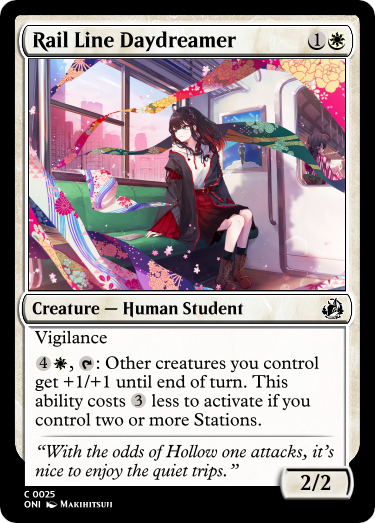 Rail Line Daydreamer 1
Creature — Human Student
Vigilance
4, : Other creatures you control
get +1/+1 until end of turn. This
ability costs 3 less to activate if you
control two or more Stations.
“With the odds of Hollow one attacks, it’s
nice to enjoy the quiet trips.”
2/2
C 0025
ONI Makihitsuji